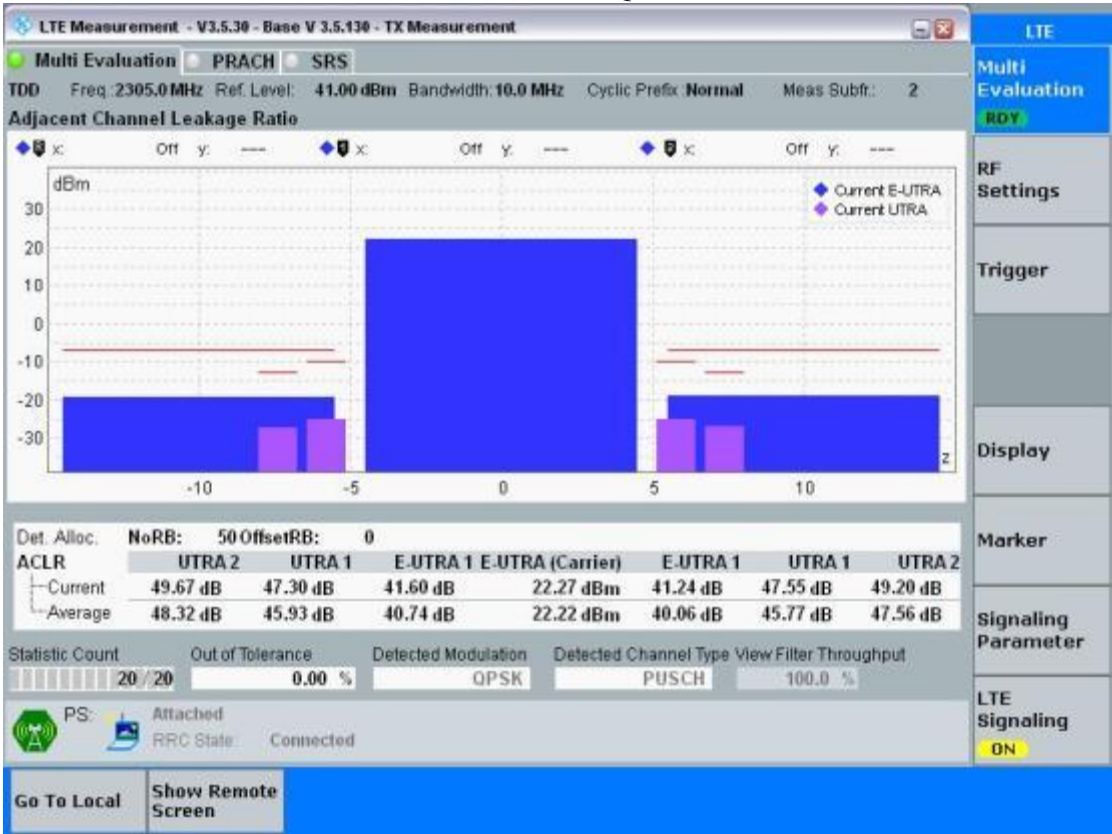 LTE Measurement - V3.5.30 - Base V 3.5.130 - TX Measurement
LTE
Multi Evaluation PRACH SRS
Multi Evaluation
RDY
TDD Freq.:2305.0 MHz Ref. Level: 41.00 dBm Bandwidth: 10.0 MHz Cyclic Prefix :Normal Meas Subfr.: 2
Adjacent Channel Leakage Ratio
x: Off y: --- x: Off y: --- x: Off y: ---
dBm
Current E-UTRA
Current UTRA
30
20
10
0
-10
-20
-30
z
-10 -5 0 5 10
RF Settings
Trigger
Display
Marker
Signaling Parameter
LTE Signaling
ON
Det. Alloc. NoRB: 50 OffsetRB: 0
ACLR UTRA 2 UTRA 1 E-UTRA 1 E-UTRA (Carrier) E-UTRA 1 UTRA 1 UTRA 2
Current 49.67 dB 47.30 dB 41.60 dB 22.27 dBm 41.24 dB 47.55 dB 49.20 dB
Average 48.32 dB 45.93 dB 40.74 dB 22.22 dBm 40.06 dB 45.77 dB 47.56 dB
Statistic Count Out of Tolerance Detected Modulation Detected Channel Type View Filter Throughput
20 / 20 0.00 % QPSK PUSCH 100.0 %
PS: Attached
RRC State: Connected
Go To Local
Show Remote Screen